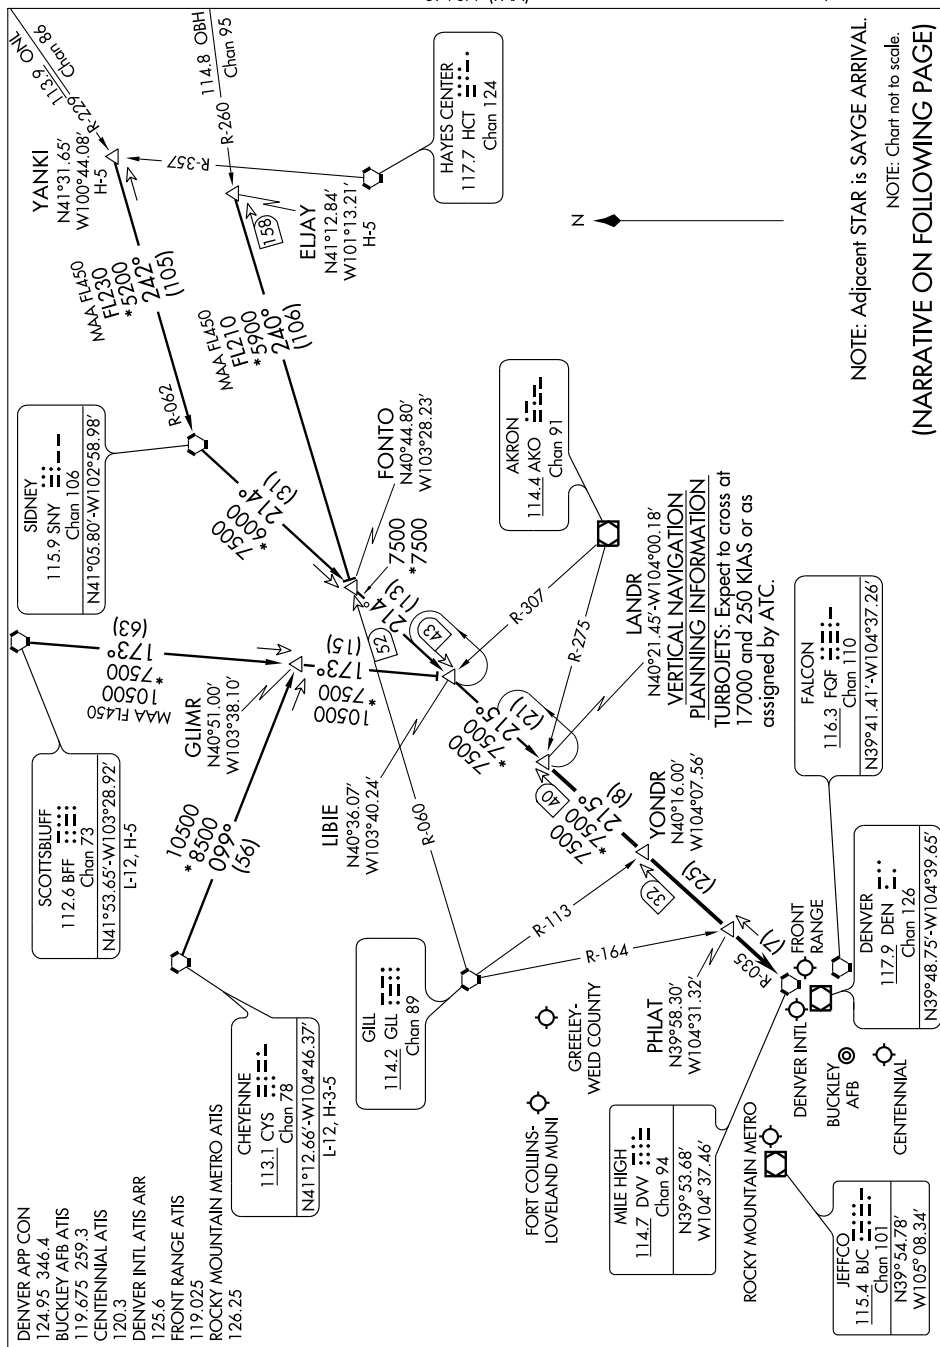 DENVER APP CON
124.95 346.4
BUCKLEY AFB ATIS
119.675 259.3
CENTENNIAL ATIS
120.3
DENVER INTL ATIS ARR
125.6
FRONT RANGE ATIS
119.025
ROCKY MOUNTAIN METRO ATIS
126.25
CHEYENNE
113.1 CYS
Chan 78
N41°12.66'-W104°46.37'
L-12, H-3-5
SCOTTSBLUFF
112.6 BFF
Chan 73
N41°53.65'-W103°28.92'
L-12, H-5
SIDNEY
115.9 SNY
Chan 106
N41°05.80'-W102°58.98'
YANKI
N41°31.65'
W100°44.08'
H-5
113.9 ONL
Chan 86
R-229
R-357
114.8 OBH
Chan 95
R-260
ELJAY
N41°12.84'
W101°13.21'
H-5
158
HAYES CENTER
117.7 HCT
Chan 124
MAA FL450
FL230
*5200
242°
(105)
R-062
MAA FL450
FL210
*5900
240°
(106)
7500
*6000
214°
(31)
FONTO
N40°44.80'
W103°28.23'
MAA FL450
10500
*7500
173°
(63)
10500
*8500
099°
(56)
GLIMR
N40°51.00'
W103°38.10'
10500
*7500
173°
(15)
7500
*7500
214°
(13)
52
43
LIBIE
N40°36.07'
W103°40.24'
R-060
R-307
R-275
AKRON
114.4 AKO
Chan 91
7500
*7500
215°
(21)
40
LANDR
N40°21.45'-W104°00.18'
VERTICAL NAVIGATION
PLANNING INFORMATION
TURBOJETS: Expect to cross at
17000 and 250 KIAS or as
assigned by ATC.
7500
*7500
215°
(8)
YONDR
N40°16.00'
W104°07.56'
32
(25)
GILL
114.2 GLL
Chan 89
R-113
R-164
PHLAT
N39°58.30'
W104°31.32'
R-035
(7)
GREELEY-
WELD COUNTY
FORT COLLINS-
LOVELAND MUNI
MILE HIGH
114.7 DVV
Chan 94
N39°53.68'
W104°37.46'
FRONT
RANGE
DENVER INTL
BUCKLEY
AFB
CENTENNIAL
ROCKY MOUNTAIN METRO
JEFFCO
115.4 BJC
Chan 101
N39°54.78'
W105°08.34'
DENVER
117.9 DEN
Chan 126
N39°48.75'-W104°39.65'
FALCON
116.3 FQF
Chan 110
N39°41.41'-W104°37.26'
N
NOTE: Adjacent STAR is SAYGE ARRIVAL.
NOTE: Chart not to scale.
(NARRATIVE ON FOLLOWING PAGE)